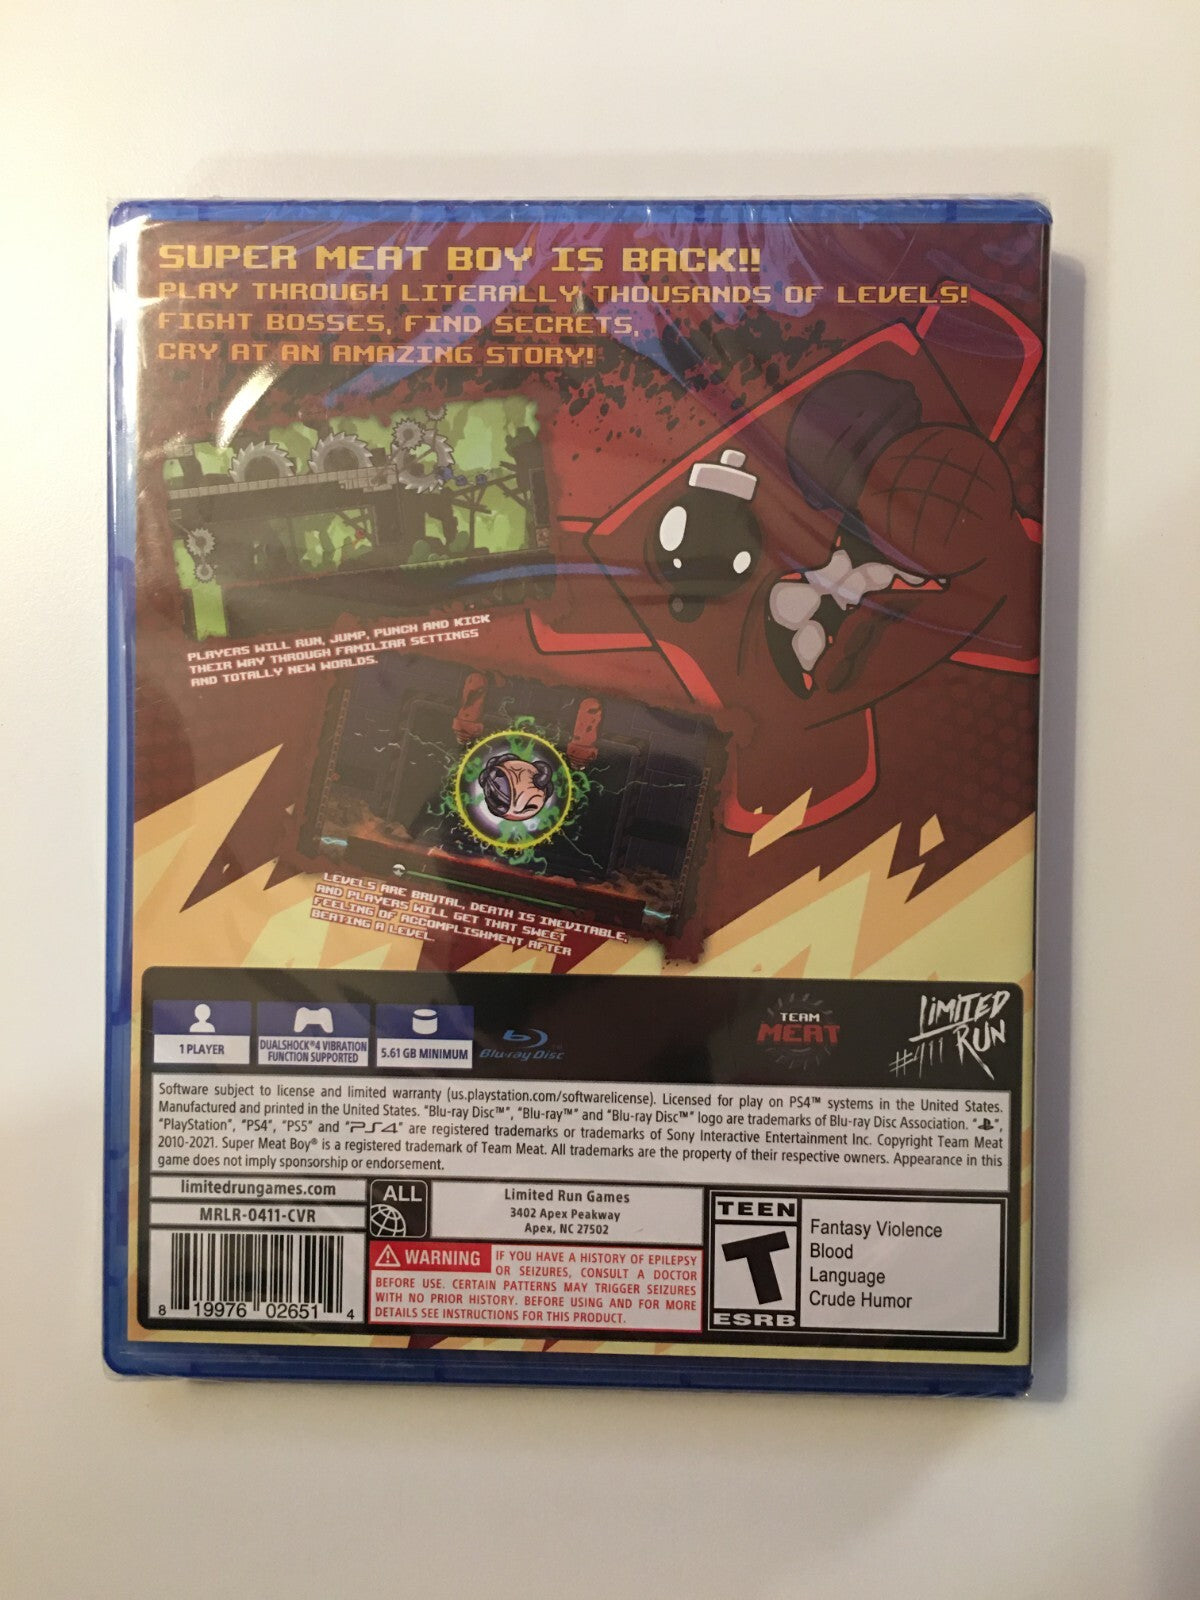 SUPER MEAT BOY IS BACK!!
PLAY THROUGH LITERALLY THOUSANDS OF LEVELS!
FIGHT BOSSES, FIND SECRETS,
CRY AT AN AMAZING STORY!
PLAYERS WILL RUN, JUMP, PUNCH AND KICK
THEIR WAY THROUGH FAMILIAR SETTINGS
AND TOTALLY NEW WORLDS.
LEVELS ARE BRUTAL, DEATH IS INEVITABLE,
AND PLAYERS WILL GET THAT SWEET
FEELING OF ACCOMPLISHMENT AFTER
BEATING A LEVEL.
1 PLAYER
DUALSHOCK®4 VIBRATION
FUNCTION SUPPORTED
5.61 GB MINIMUM
Blu-ray Disc™
TEAM
MEAT
LIMITED
RUN
#411
Software subject to license and limited warranty (us.playstation.com/softwarelicense). Licensed for play on PS4™ systems in the United States.
Manufactured and printed in the United States. "Blu-ray Disc™", "Blu-ray™" and "Blu-ray Disc™" logo are trademarks of Blu-ray Disc Association. " ",
"PlayStation", "PS4", "PS5" and "PS4" are registered trademarks or trademarks of Sony Interactive Entertainment Inc. Copyright Team Meat
2010-2021. Super Meat Boy® is a registered trademark of Team Meat. All trademarks are the property of their respective owners. Appearance in this
game does not imply sponsorship or endorsement.
limitedrungames.com
MRLR-0411-CVR
8 19976 02651 4
ALL
Limited Run Games
3402 Apex Peakway
Apex, NC 27502
WARNING IF YOU HAVE A HISTORY OF EPILEPSY
OR SEIZURES, CONSULT A DOCTOR
BEFORE USE. CERTAIN PATTERNS MAY TRIGGER SEIZURES
WITH NO PRIOR HISTORY. BEFORE USING AND FOR MORE
DETAILS SEE INSTRUCTIONS FOR THIS PRODUCT.
TEEN
T
ESRB
Fantasy Violence
Blood
Language
Crude Humor